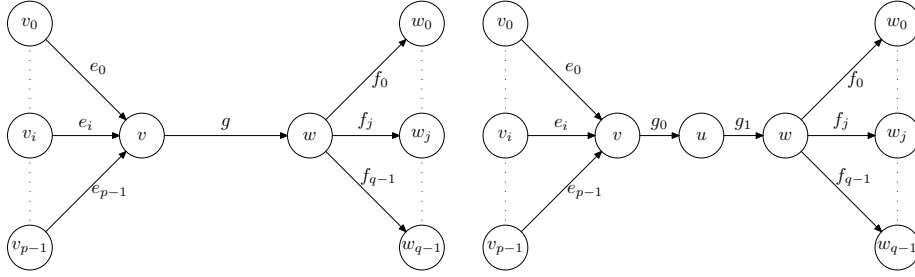 v_0 w_0 v_0 w_0
e_0 f_0 e_0 f_0
v_i e_i v g w f_j w_j v_i e_i v g_0 u g_1 w f_j w_j
e_{p-1} f_{q-1} e_{p-1} f_{q-1}
v_{p-1} w_{q-1} v_{p-1} w_{q-1}